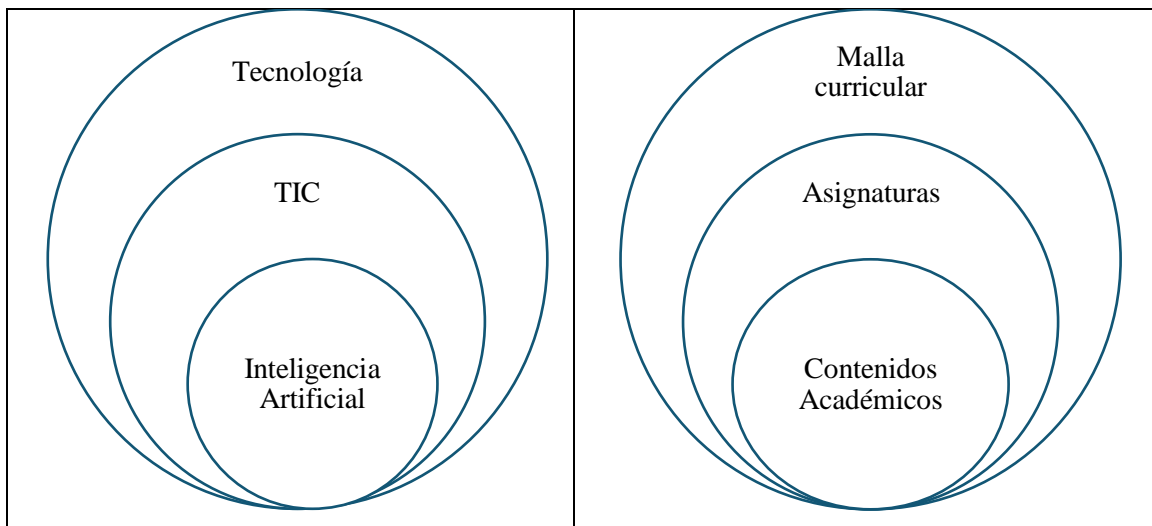 Tecnología
TIC
Inteligencia
Artificial
Malla
curricular
Asignaturas
Contenidos
Académicos